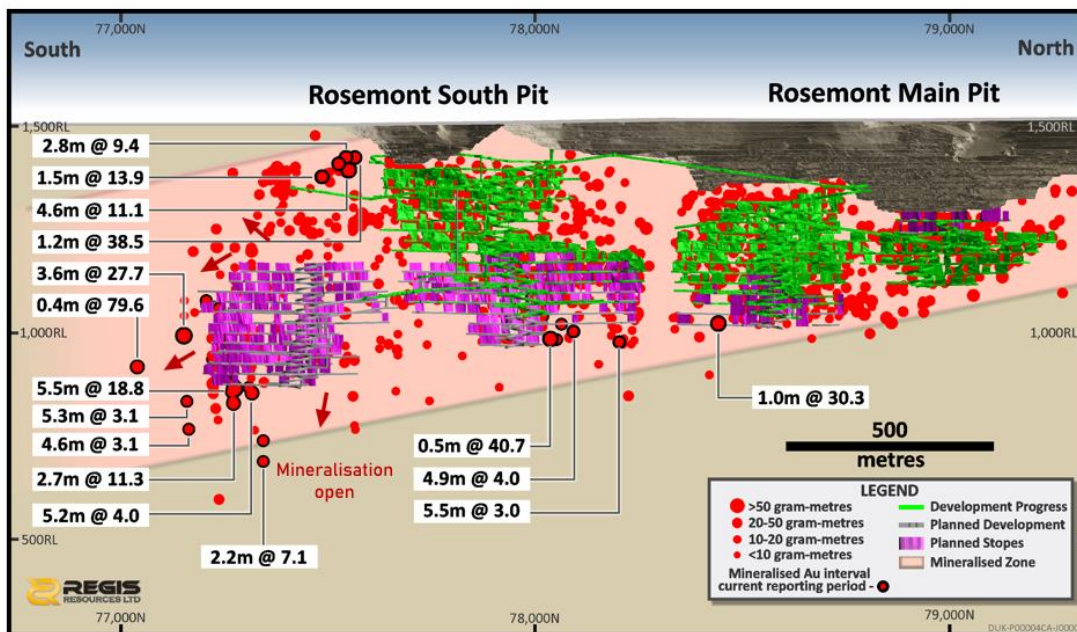 77,000N
78,000N
79,000N
South
North
Rosemont South Pit
Rosemont Main Pit
1,500RL
1,500RL
2.8m @ 9.4
1.5m @ 13.9
4.6m @ 11.1
1.2m @ 38.5
3.6m @ 27.7
0.4m @ 79.6
1,000RL
1,000RL
5.5m @ 18.8
5.3m @ 3.1
4.6m @ 3.1
2.7m @ 11.3
5.2m @ 4.0
2.2m @ 7.1
Mineralisation
open
0.5m @ 40.7
4.9m @ 4.0
5.5m @ 3.0
1.0m @ 30.3
500
metres
500RL
LEGEND
>50 gram-metres
20-50 gram-metres
10-20 gram-metres
<10 gram-metres
Mineralised Au interval
current reporting period -
Development Progress
Planned Development
Planned Stopes
Mineralised Zone
REGIS
RESOURCES LTD
77,000N
78,000N
79,000N